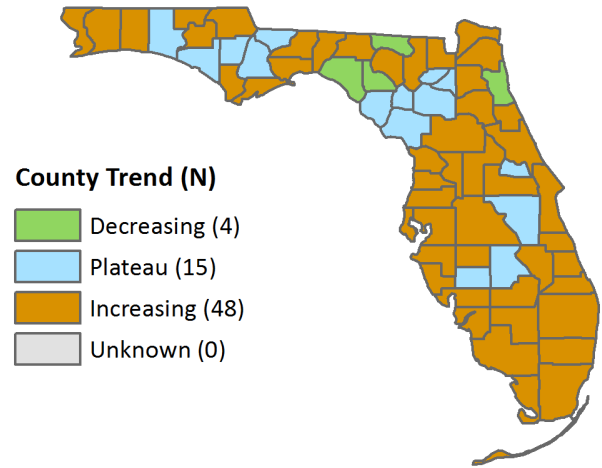 County Trend (N)
Decreasing (4)
Plateau (15)
Increasing (48)
Unknown (0)